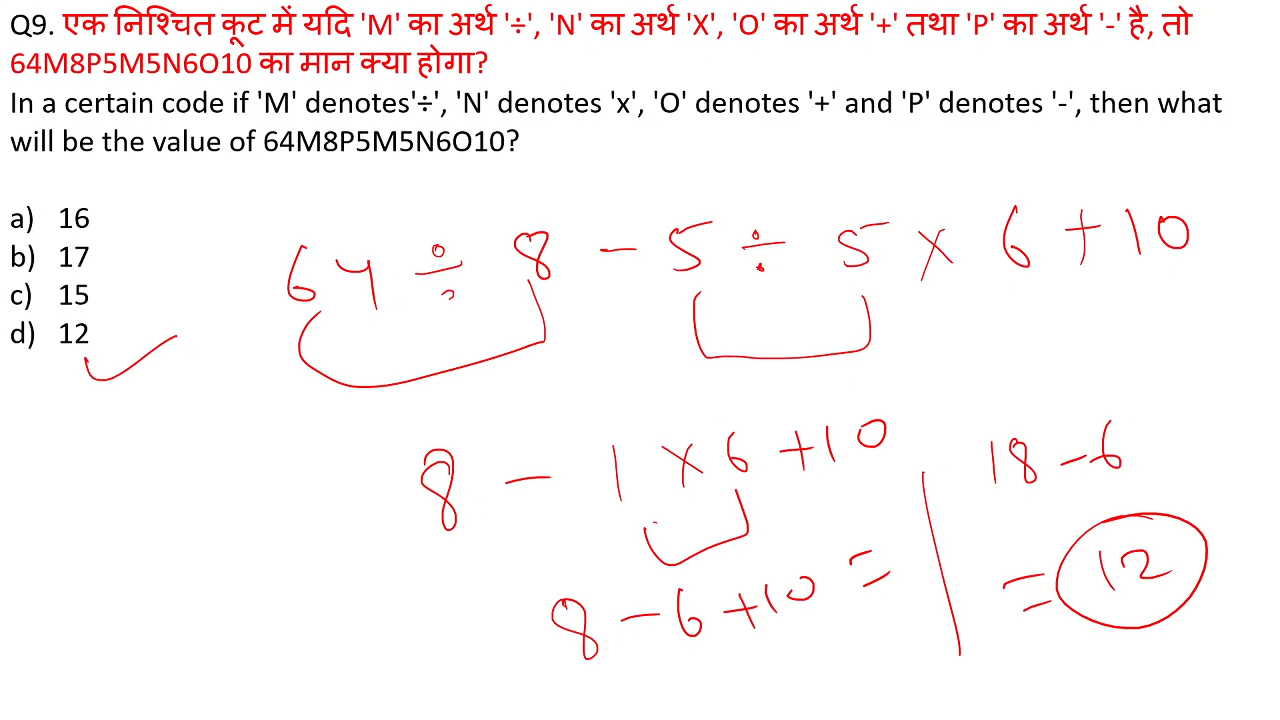 Q9. एक निश्चित कूट में यदि 'M' का अर्थ '÷', 'N' का अर्थ 'X', 'O' का अर्थ '+' तथा 'P' का अर्थ '-' है, तो
64M8P5M5N6O10 का मान क्या होगा?
In a certain code if 'M' denotes'÷', 'N' denotes 'x', 'O' denotes '+' and 'P' denotes '-', then what
will be the value of 64M8P5M5N6O10?
a) 16
b) 17
c) 15
d) 12
64 ÷ 8 - 5 ÷ 5 × 6 + 10
8 - 1 × 6 + 10
8 - 6 + 10 =
18 - 6
= 12